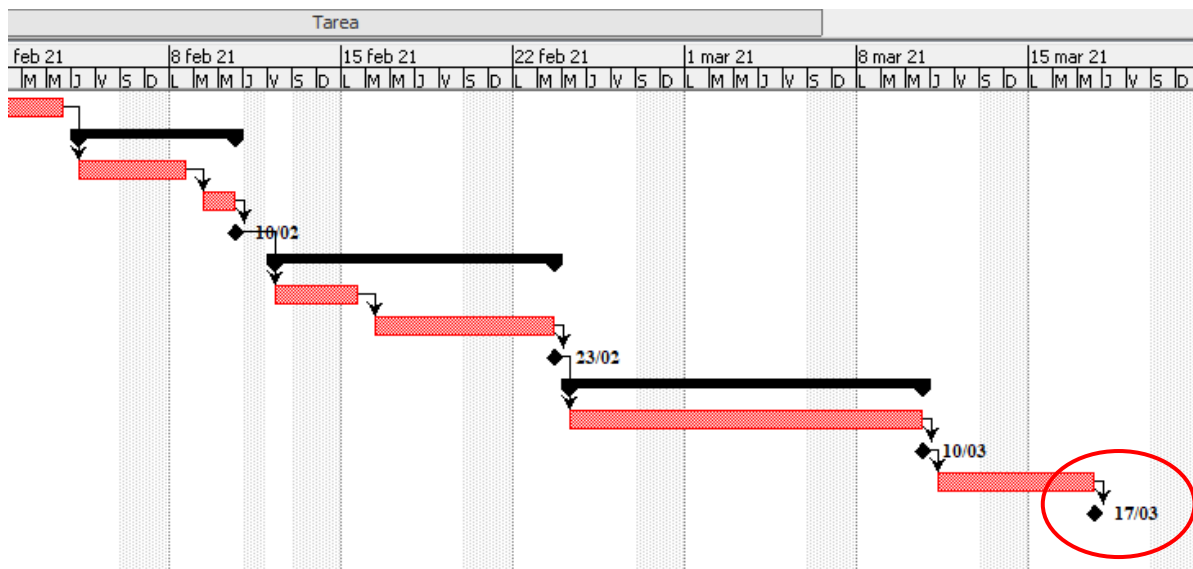 Tarea
feb 21 8 feb 21 15 feb 21 22 feb 21 1 mar 21 8 mar 21 15 mar 21
M M J V S D L M M J V S D L M M J V S D L M M J V S D L M M J V S D L M M J V S D L M M J V S D
10/02
23/02
10/03
17/03